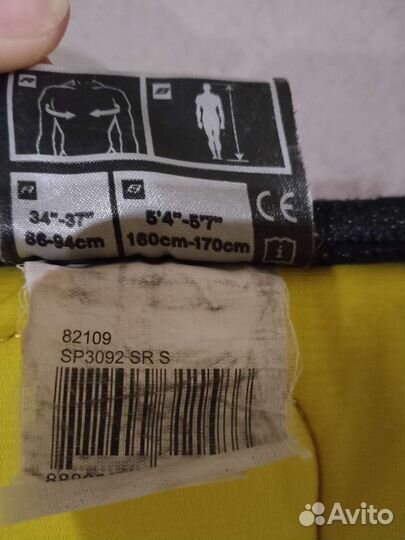 A
B
A
B
34"-37"
86-94cm
5'4"-5'7"
160cm-170cm
CE
i
82109
SP3092 SR S
Avito